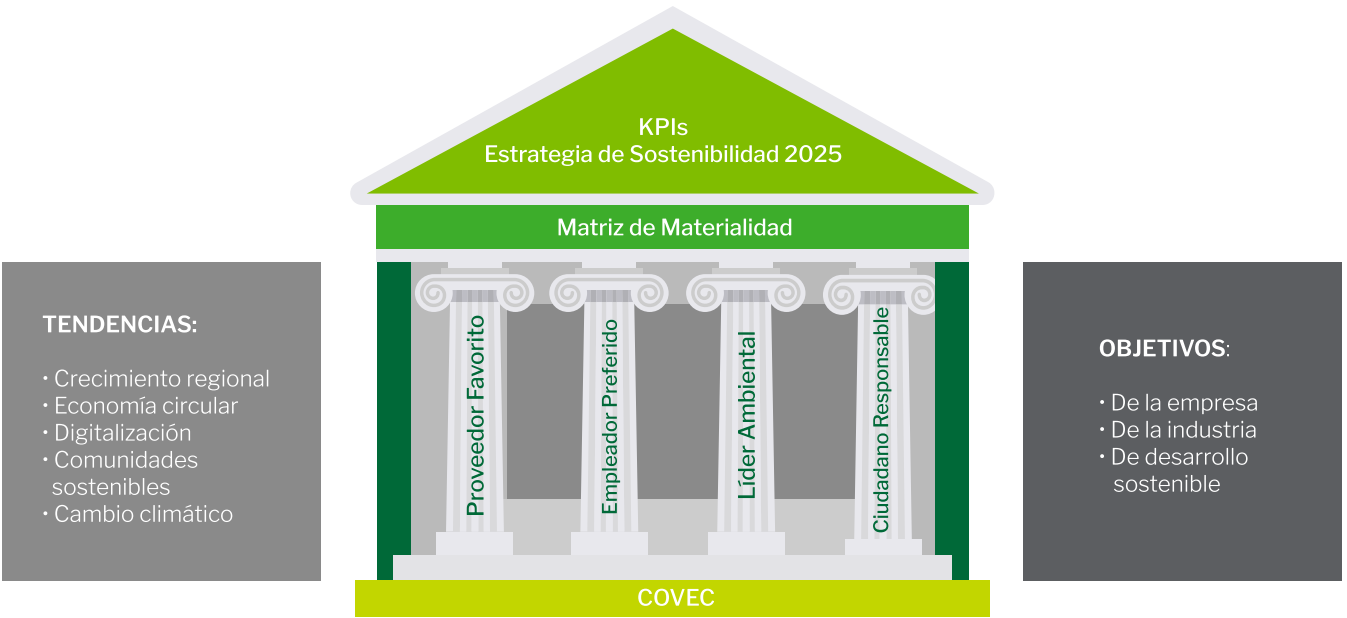 KPIs
Estrategia de Sostenibilidad 2025
Matriz de Materialidad
TENDENCIAS:
• Crecimiento regional
• Economía circular
• Digitalización
• Comunidades
sostenibles
• Cambio climático
Proveedor Favorito
Empleador Preferido
Líder Ambiental
Ciudadano Responsable
OBJETIVOS:
• De la empresa
• De la industria
• De desarrollo
sostenible
COVEC